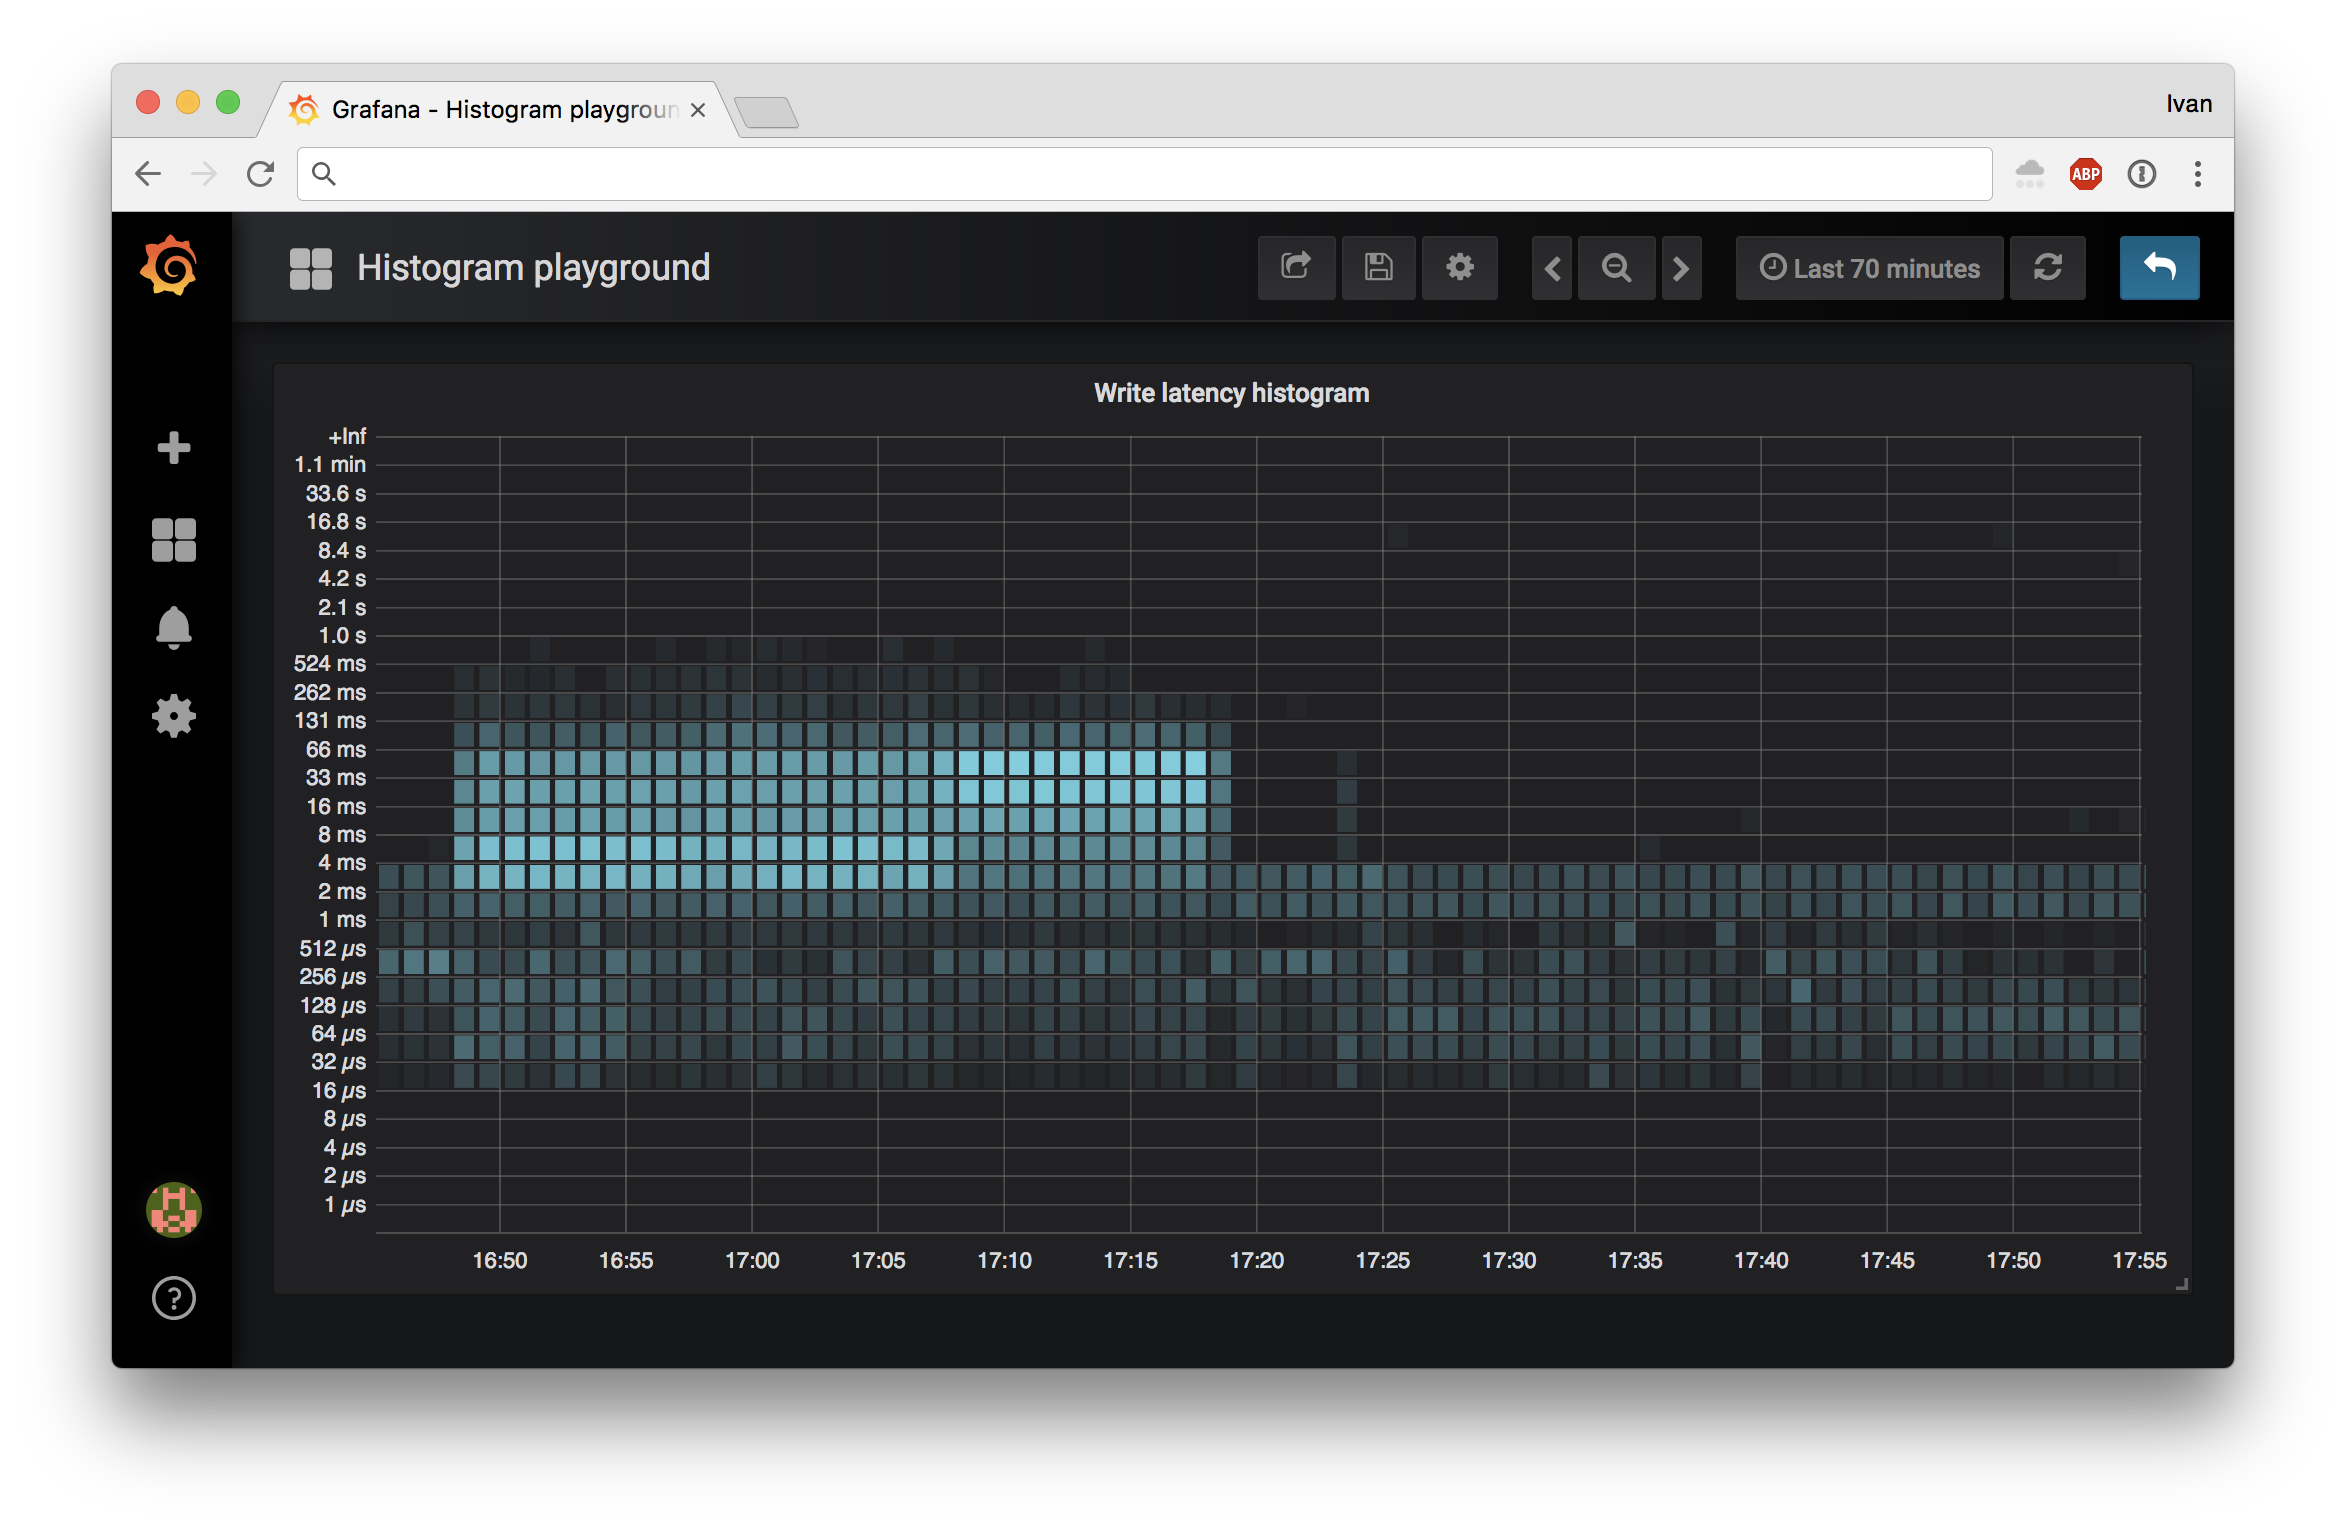 Grafana - Histogram playgroun
Ivan
ABP
Histogram playground
Last 70 minutes
Write latency histogram
+Inf
1.1 min
33.6 s
16.8 s
8.4 s
4.2 s
2.1 s
1.0 s
524 ms
262 ms
131 ms
66 ms
33 ms
16 ms
8 ms
4 ms
2 ms
1 ms
512 µs
256 µs
128 µs
64 µs
32 µs
16 µs
8 µs
4 µs
2 µs
1 µs
16:50 16:55 17:00 17:05 17:10 17:15 17:20 17:25 17:30 17:35 17:40 17:45 17:50 17:55